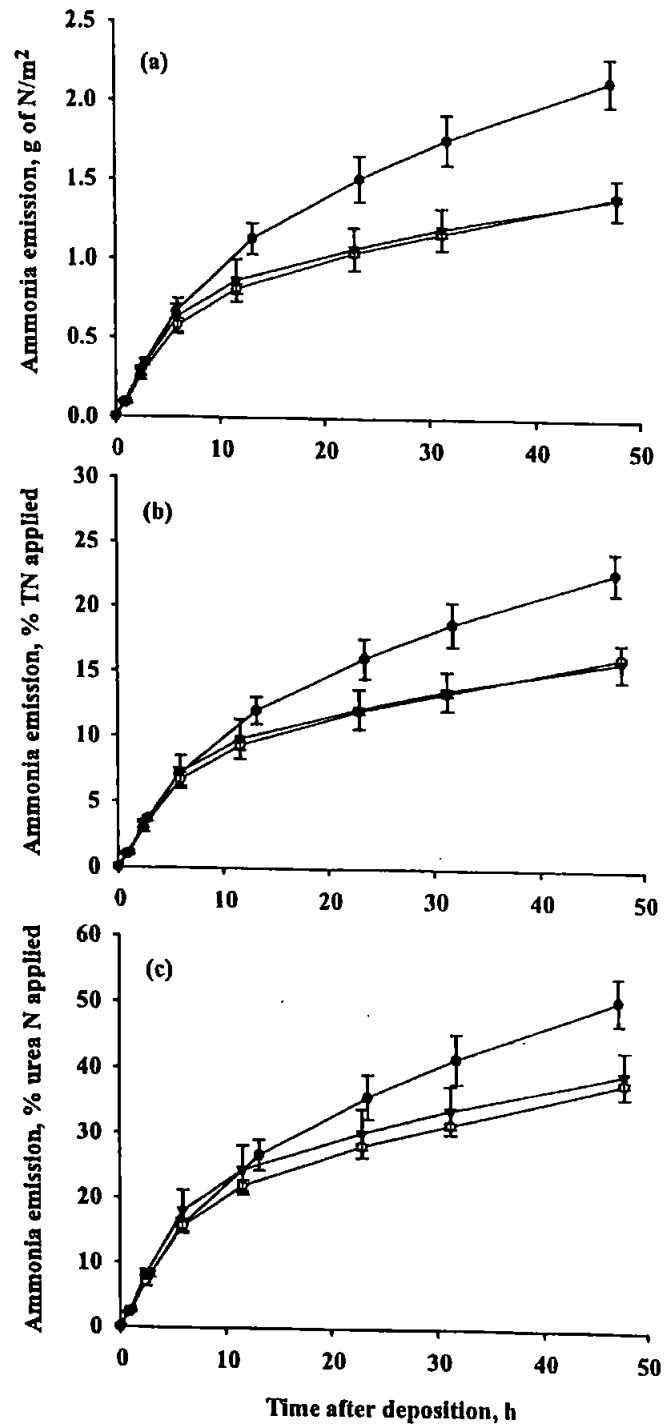 Ammonia emission, g of N/m²
(a)
2.5
2.0
1.5
1.0
0.5
0.0
0 10 20 30 40 50
Ammonia emission, % TN applied
(b)
30
25
20
15
10
5
0
0 10 20 30 40 50
Ammonia emission, % urea N applied
(c)
60
50
40
30
20
10
0
0 10 20 30 40 50
Time after deposition, h